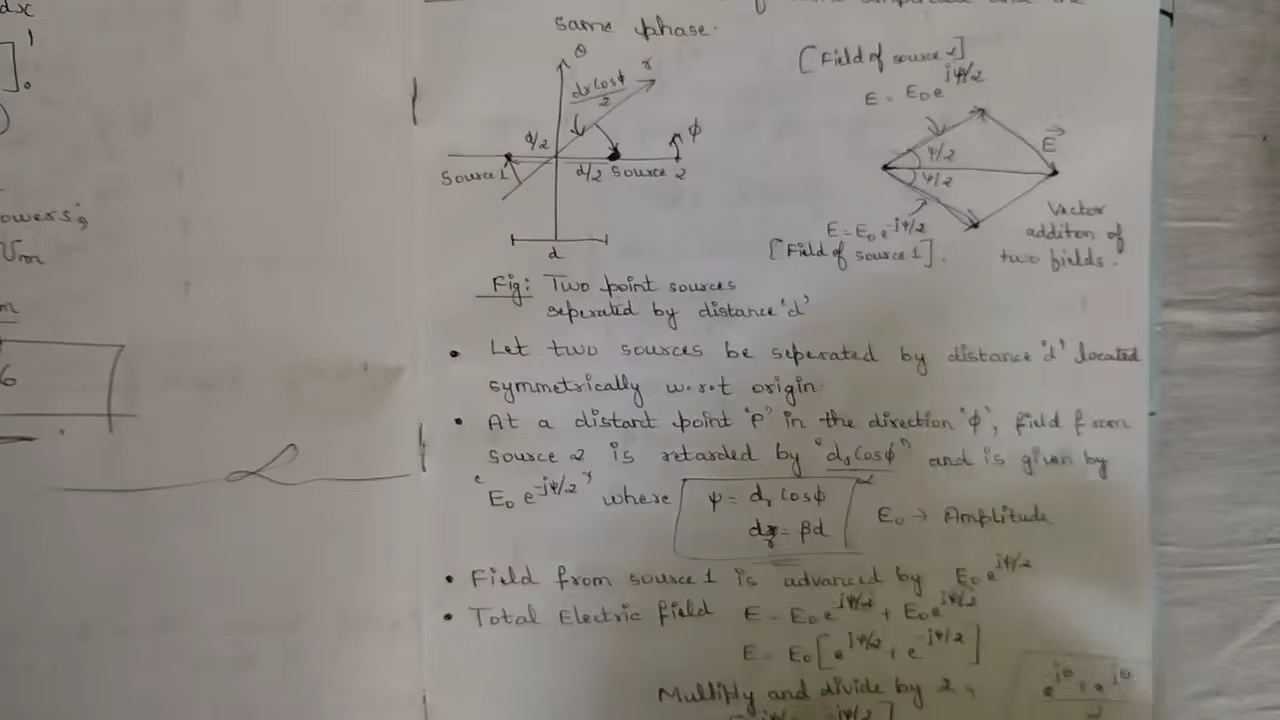 dx
]!
owers,
Vm
6
same phase.
θ
r
dr cosφ
2
φ
d/2
Source 1
d/2 Source 2
d
[Field of source 2]
E = E₀ e^jψ/2
ψ/2
ψ/2
E⃗
E = E₀ e^-jψ/2
[Field of source 1].
Vector
additon of
two fields.
Fig: Two point sources
seperated by distance 'd'
• Let two sources be seperated by distance 'd' located
symmetrically w.r.t origin.
• At a distant point 'P' in the direction 'φ', field from
source 2 is retarded by "dr cosφ" and is given by
"E₀ e^-jψ/2" where ψ = dr cosφ
dr = βd
E₀ → Amplitude
• Field from source 1 is advanced by E₀ e^jψ/2
• Total Electric field E = E₀ e^jψ/2 + E₀ e^jψ/2
E = E₀ [e^jψ/2 + e^-jψ/2]
Multiply and divide by 2,